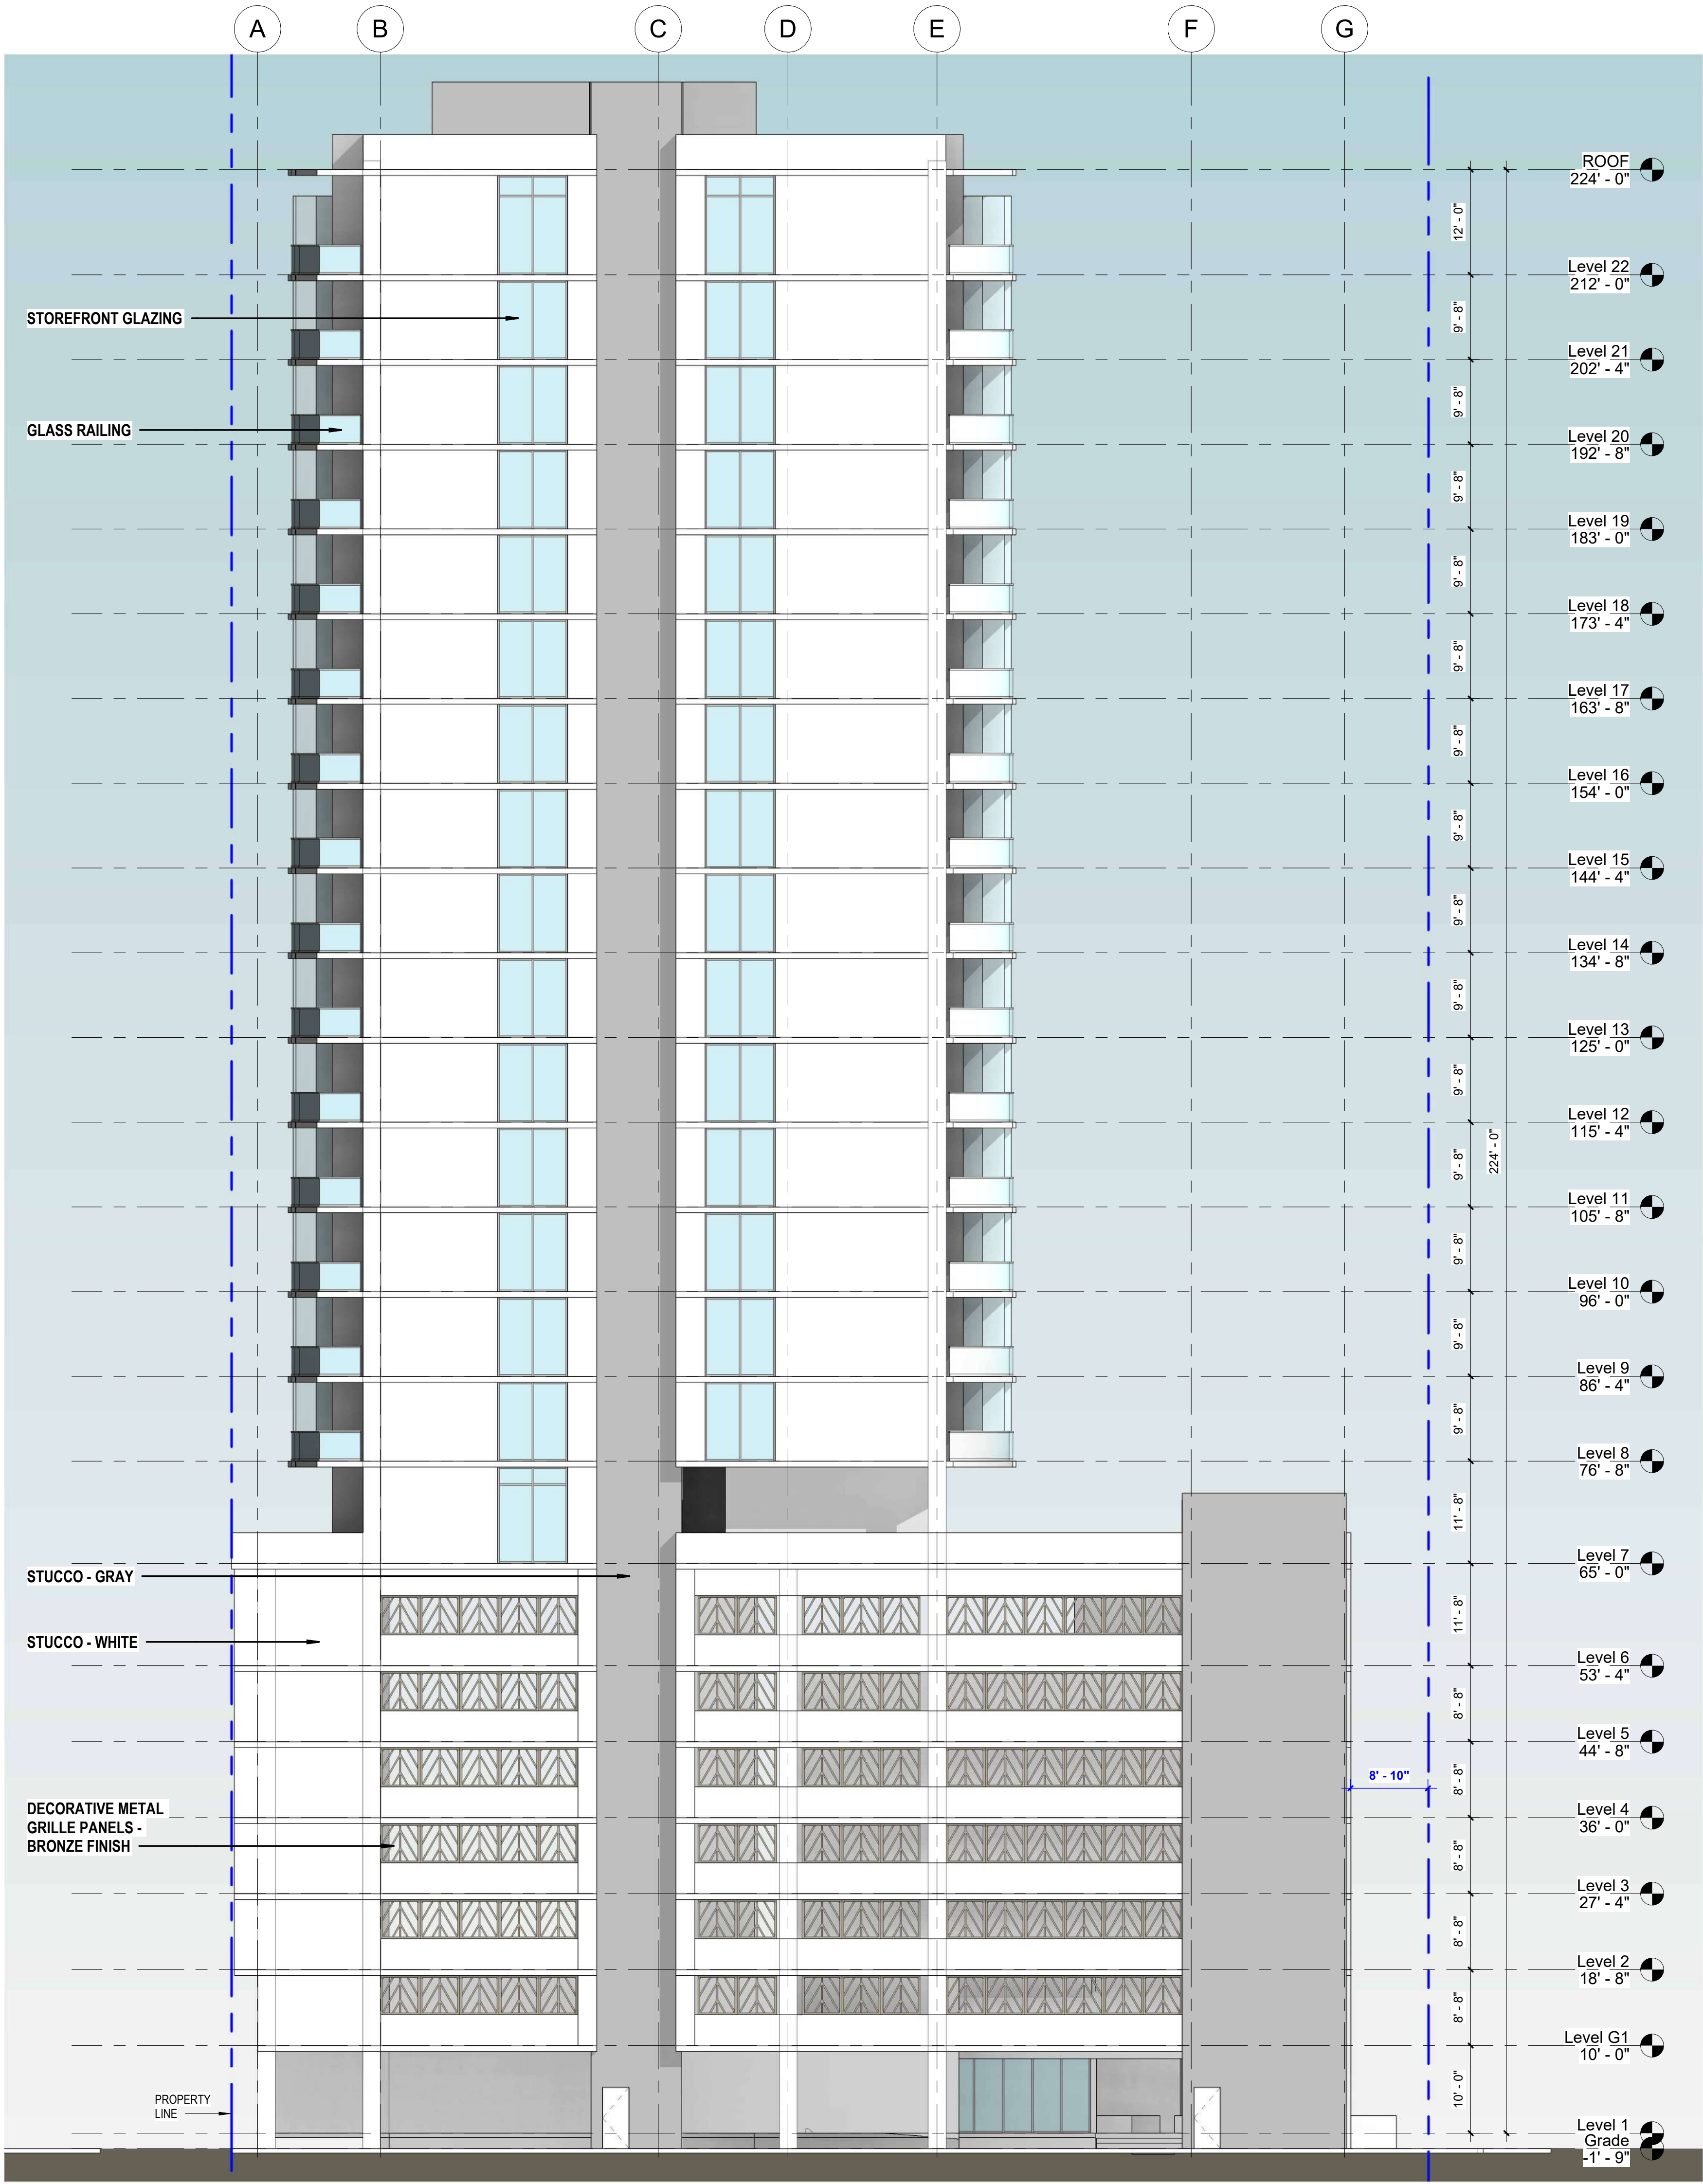 A B C D E F G
ROOF
224' - 0"
12' - 0"
Level 22
212' - 0"
STOREFRONT GLAZING
9' - 8"
Level 21
202' - 4"
9' - 8"
GLASS RAILING
Level 20
192' - 8"
9' - 8"
Level 19
183' - 0"
9' - 8"
Level 18
173' - 4"
9' - 8"
Level 17
163' - 8"
9' - 8"
Level 16
154' - 0"
9' - 8"
Level 15
144' - 4"
9' - 8"
Level 14
134' - 8"
9' - 8"
Level 13
125' - 0"
9' - 8"
Level 12
115' - 4"
224' - 0"
9' - 8"
Level 11
105' - 8"
9' - 8"
Level 10
96' - 0"
9' - 8"
Level 9
86' - 4"
9' - 8"
Level 8
76' - 8"
11' - 8"
Level 7
65' - 0"
STUCCO - GRAY
11' - 8"
STUCCO - WHITE
Level 6
53' - 4"
8' - 8"
Level 5
44' - 8"
8' - 10"
8' - 8"
DECORATIVE METAL
GRILLE PANELS -
BRONZE FINISH
Level 4
36' - 0"
8' - 8"
Level 3
27' - 4"
8' - 8"
Level 2
18' - 8"
8' - 8"
Level G1
10' - 0"
10' - 0"
PROPERTY
LINE
Level 1
Grade
-1' - 9"